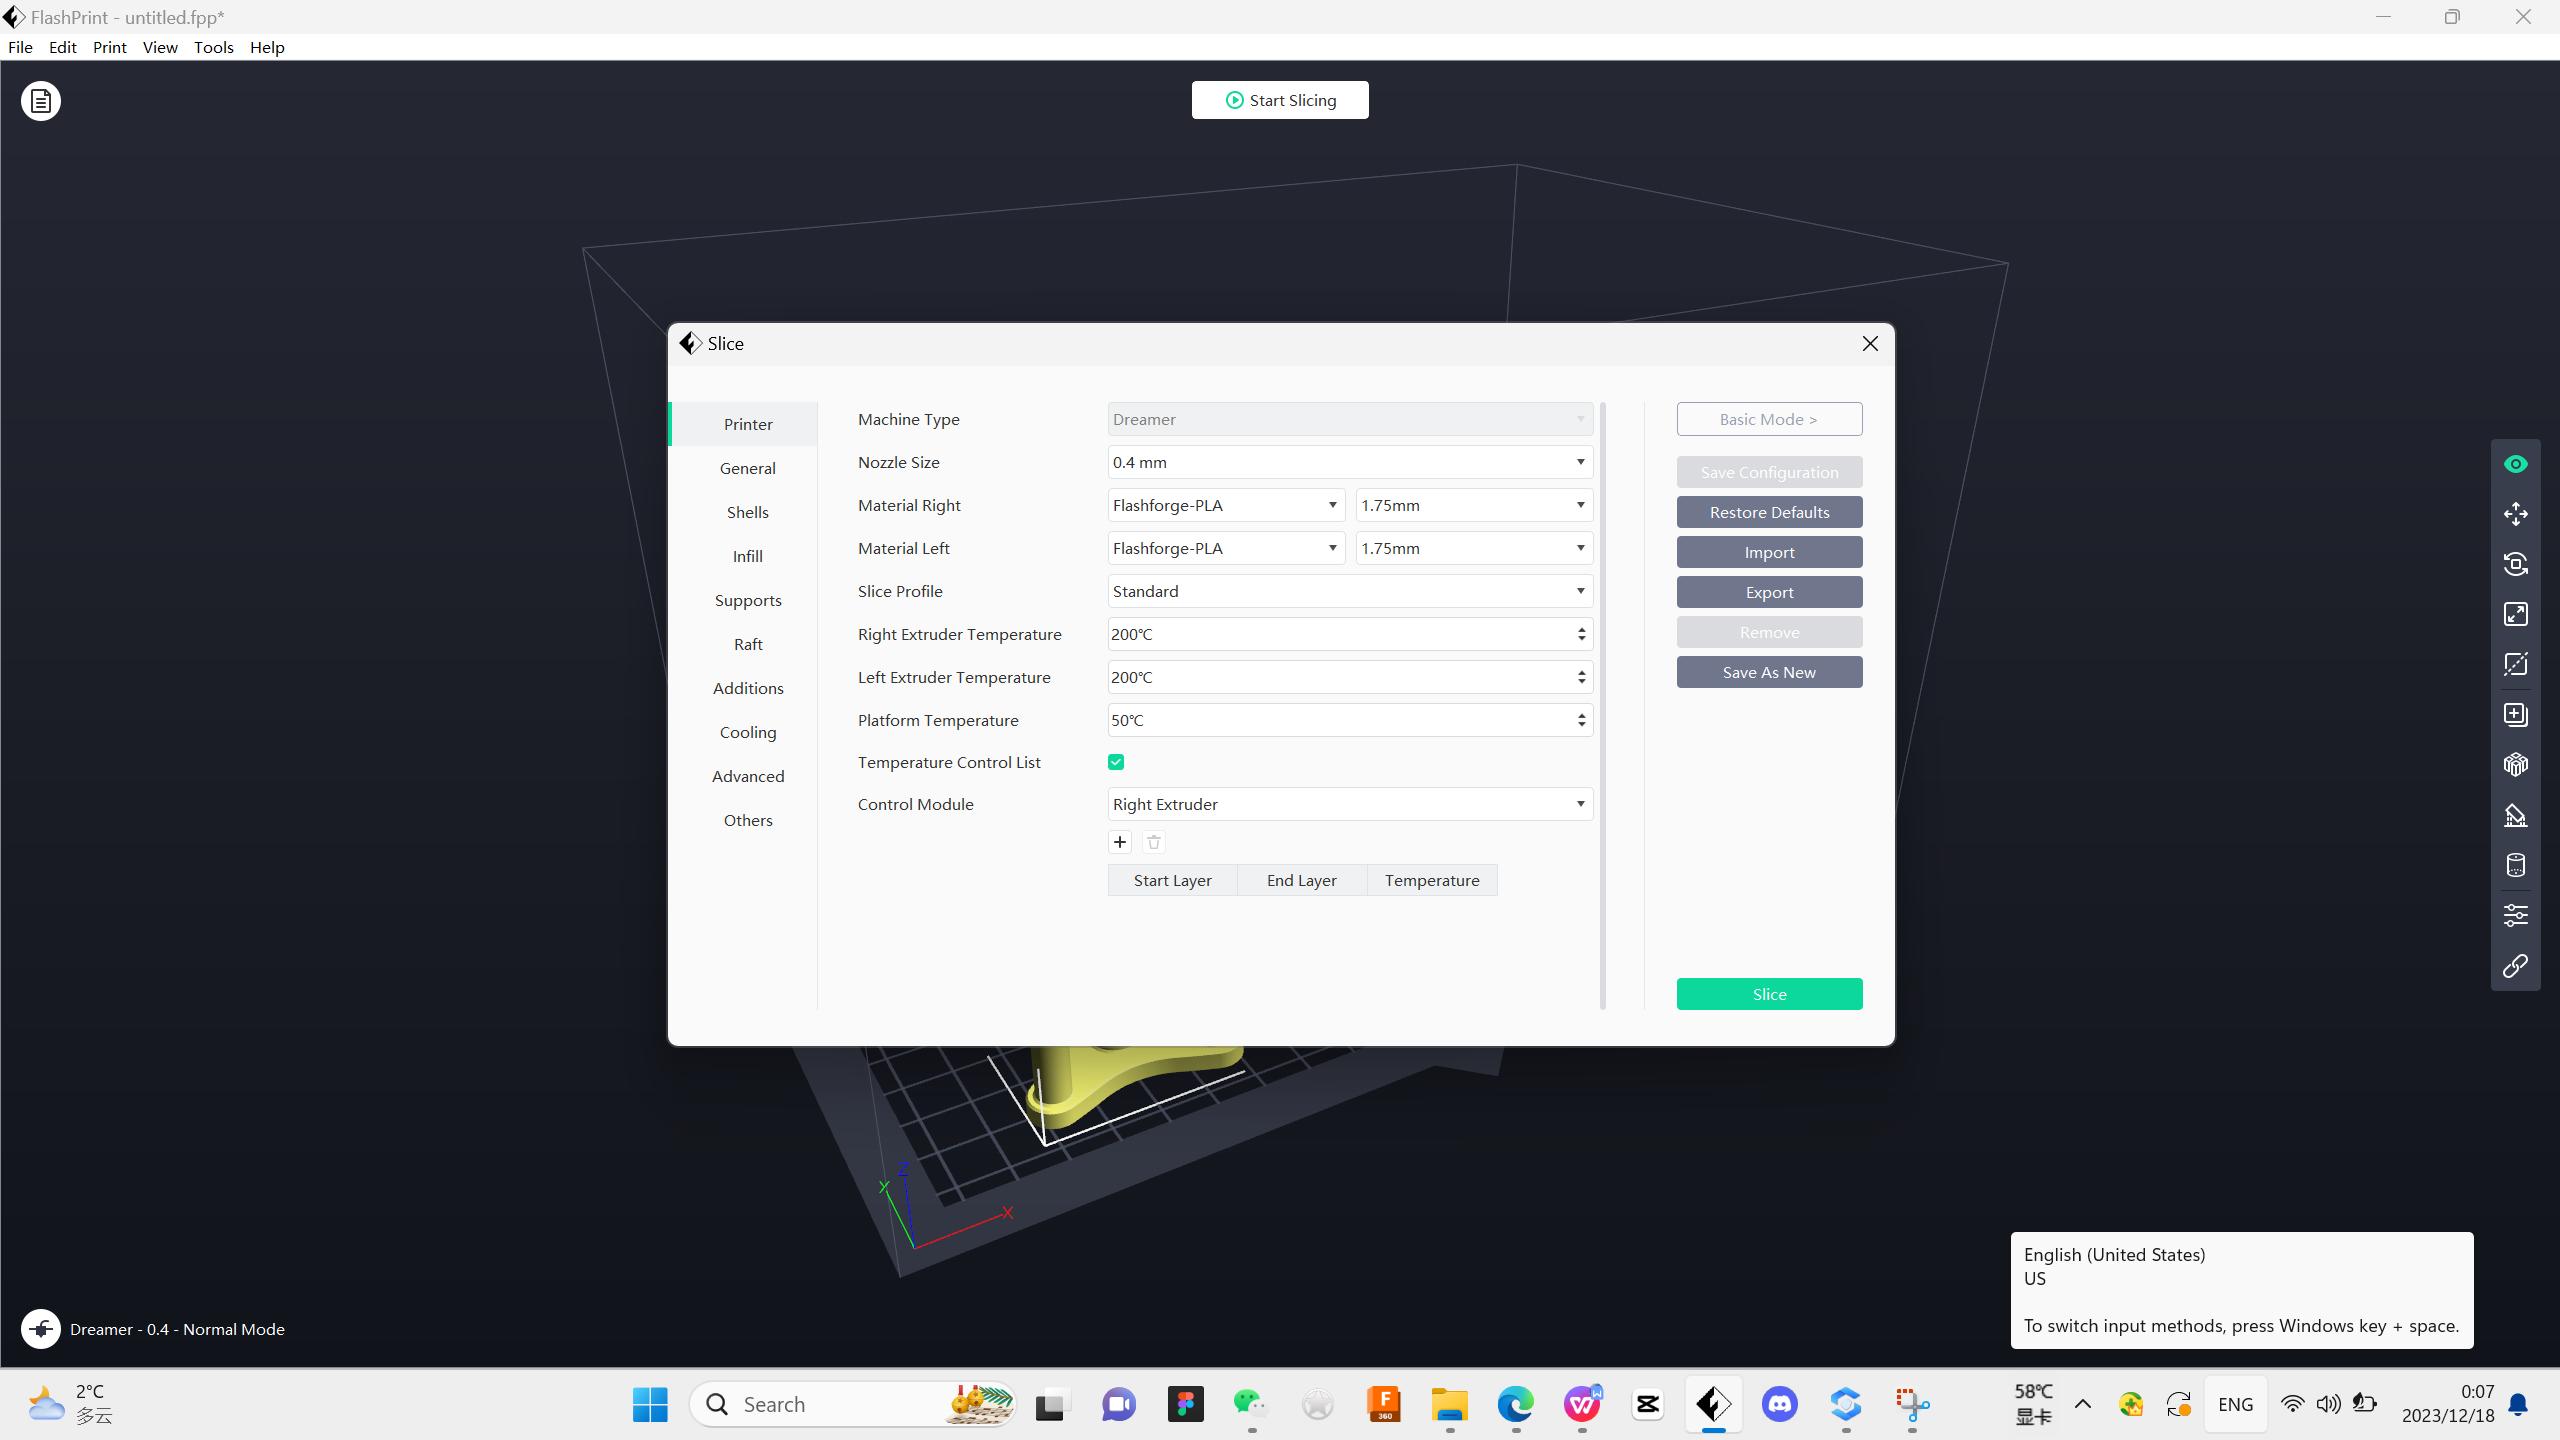 FlashPrint - untitled.fpp*
File Edit Print View Tools Help
Start Slicing
Slice
Printer
General
Shells
Infill
Supports
Raft
Additions
Cooling
Advanced
Others
Machine Type Dreamer
Nozzle Size 0.4 mm
Material Right Flashforge-PLA 1.75mm
Material Left Flashforge-PLA 1.75mm
Slice Profile Standard
Right Extruder Temperature 200℃
Left Extruder Temperature 200℃
Platform Temperature 50℃
Temperature Control List
Control Module Right Extruder
Start Layer End Layer Temperature
Basic Mode >
Save Configuration
Restore Defaults
Import
Export
Remove
Save As New
Slice
Z
Y
X
Dreamer - 0.4 - Normal Mode
English (United States)
US
To switch input methods, press Windows key + space.
2°C
多云
Search
F
360
W
58℃
显卡
ENG
0:07
2023/12/18